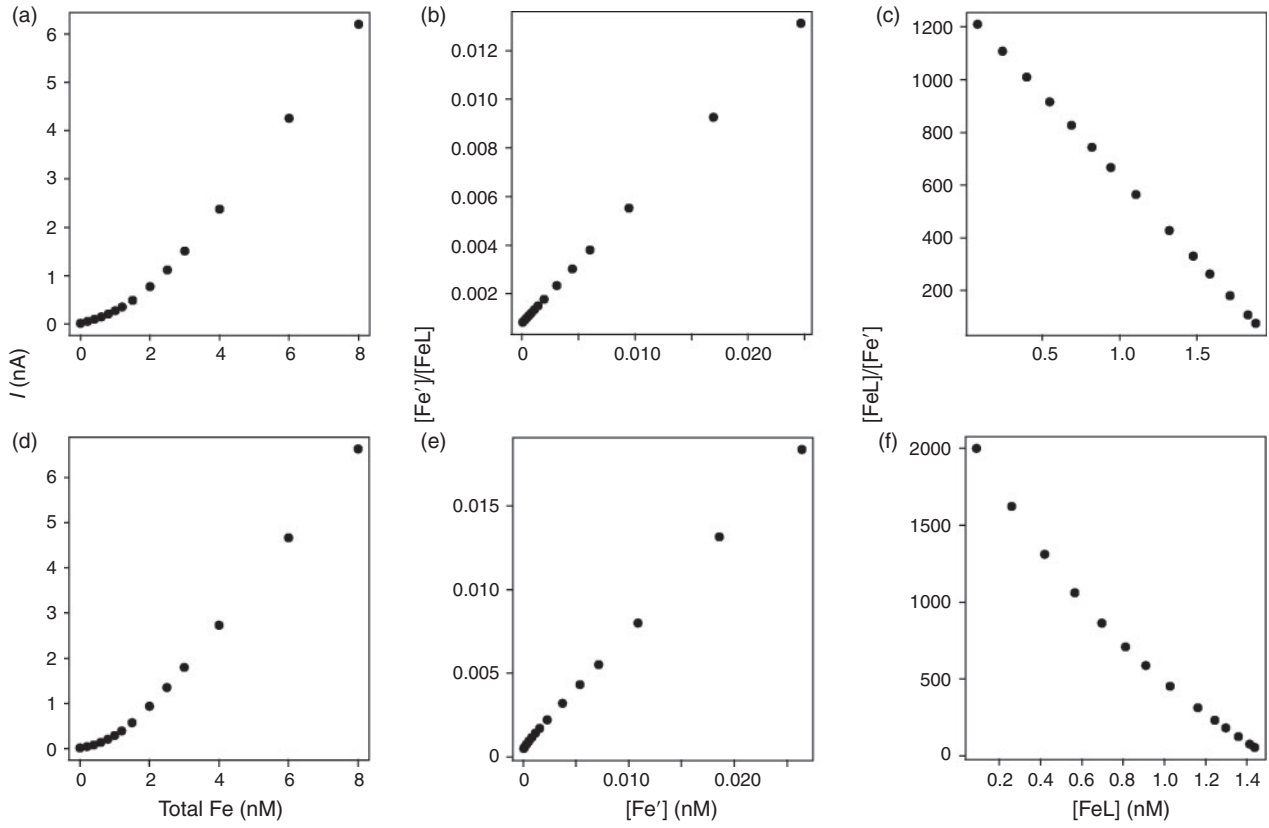 (a)
6
5
4
3
2
1
0
0 2 4 6 8
I (nA)
(b)
0.012
0.010
0.008
0.006
0.004
0.002
0 0.010 0.020
[Fe′]/[FeL]
(c)
1200
1000
800
600
400
200
0.5 1.0 1.5
[FeL]/[Fe′]
(d)
6
5
4
3
2
1
0
0 2 4 6 8
Total Fe (nM)
(e)
0.015
0.010
0.005
0
0 0.010 0.020
[Fe′] (nM)
(f)
2000
1500
1000
500
0
0.2 0.4 0.6 0.8 1.0 1.2 1.4
[FeL] (nM)